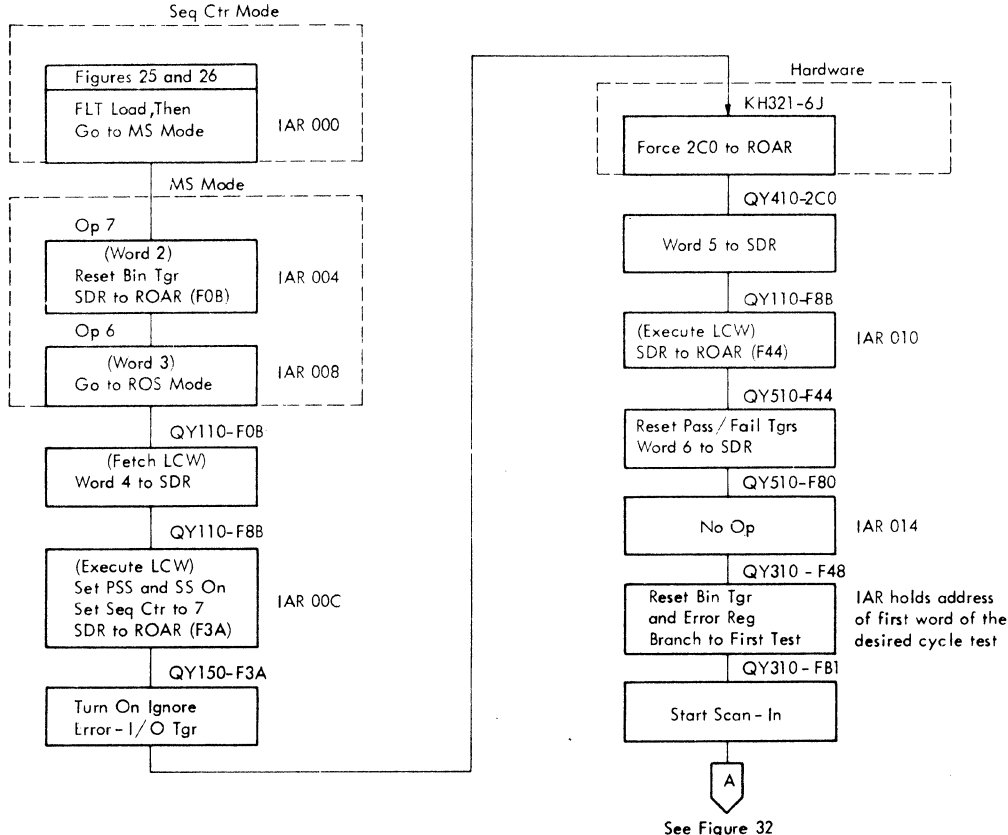 Seq Ctr Mode
Figures 25 and 26
FLT Load, Then
Go to MS Mode
IAR 000
MS Mode
Op 7
(Word 2)
Reset Bin Tgr
SDR to ROAR (F0B)
IAR 004
Op 6
(Word 3)
Go to ROS Mode
IAR 008
QY110-F0B
(Fetch LCW)
Word 4 to SDR
QY110-F8B
(Execute LCW)
Set PSS and SS On
Set Seq Ctr to 7
SDR to ROAR (F3A)
IAR 00C
QY150-F3A
Turn On Ignore
Error - I/O Tgr
Hardware
KH321-6J
Force 2C0 to ROAR
QY410-2C0
Word 5 to SDR
QY110-F8B
(Execute LCW)
SDR to ROAR (F44)
IAR 010
QY510-F44
Reset Pass/Fail Tgrs
Word 6 to SDR
QY510-F80
No Op
IAR 014
QY310 - F48
Reset Bin Tgr
and Error Reg
Branch to First Test
IAR holds address
of first word of the
desired cycle test
QY310 - FB1
Start Scan - In
A
See Figure 32